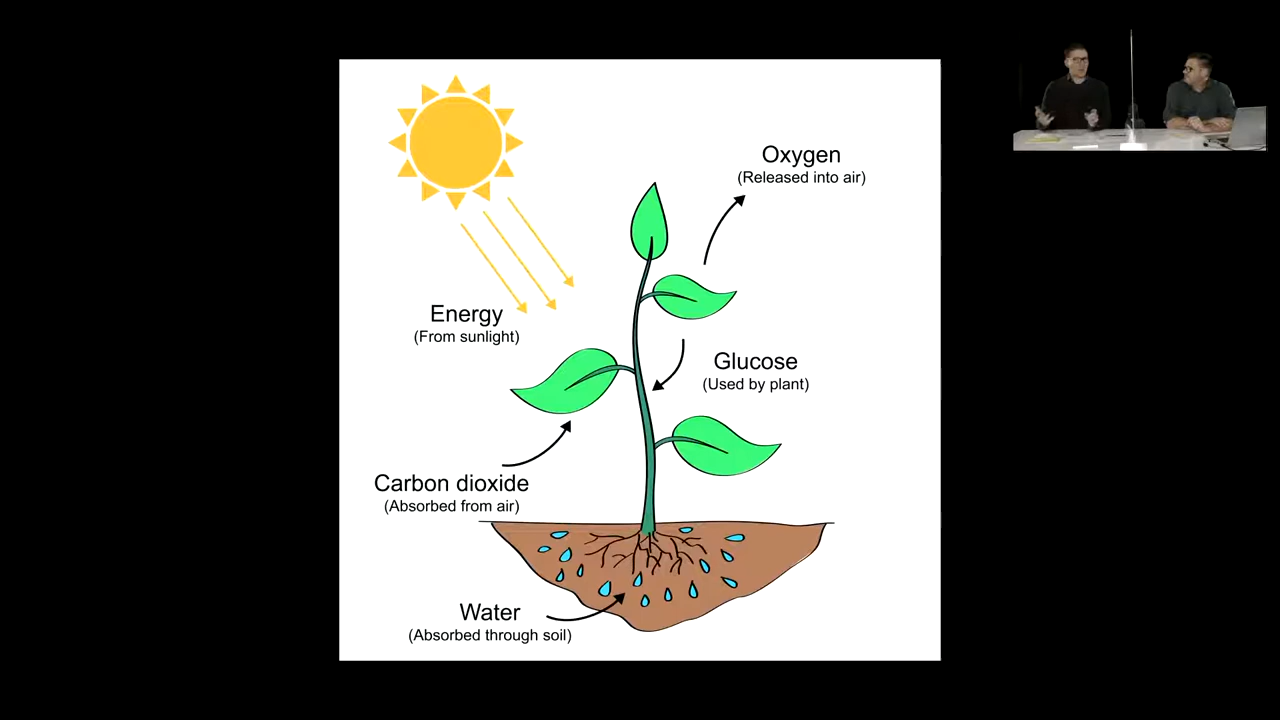 Oxygen
(Released into air)
Energy
(From sunlight)
Glucose
(Used by plant)
Carbon dioxide
(Absorbed from air)
Water
(Absorbed through soil)